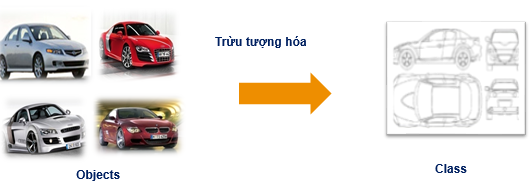 Trừu tượng hóa
Objects
Class